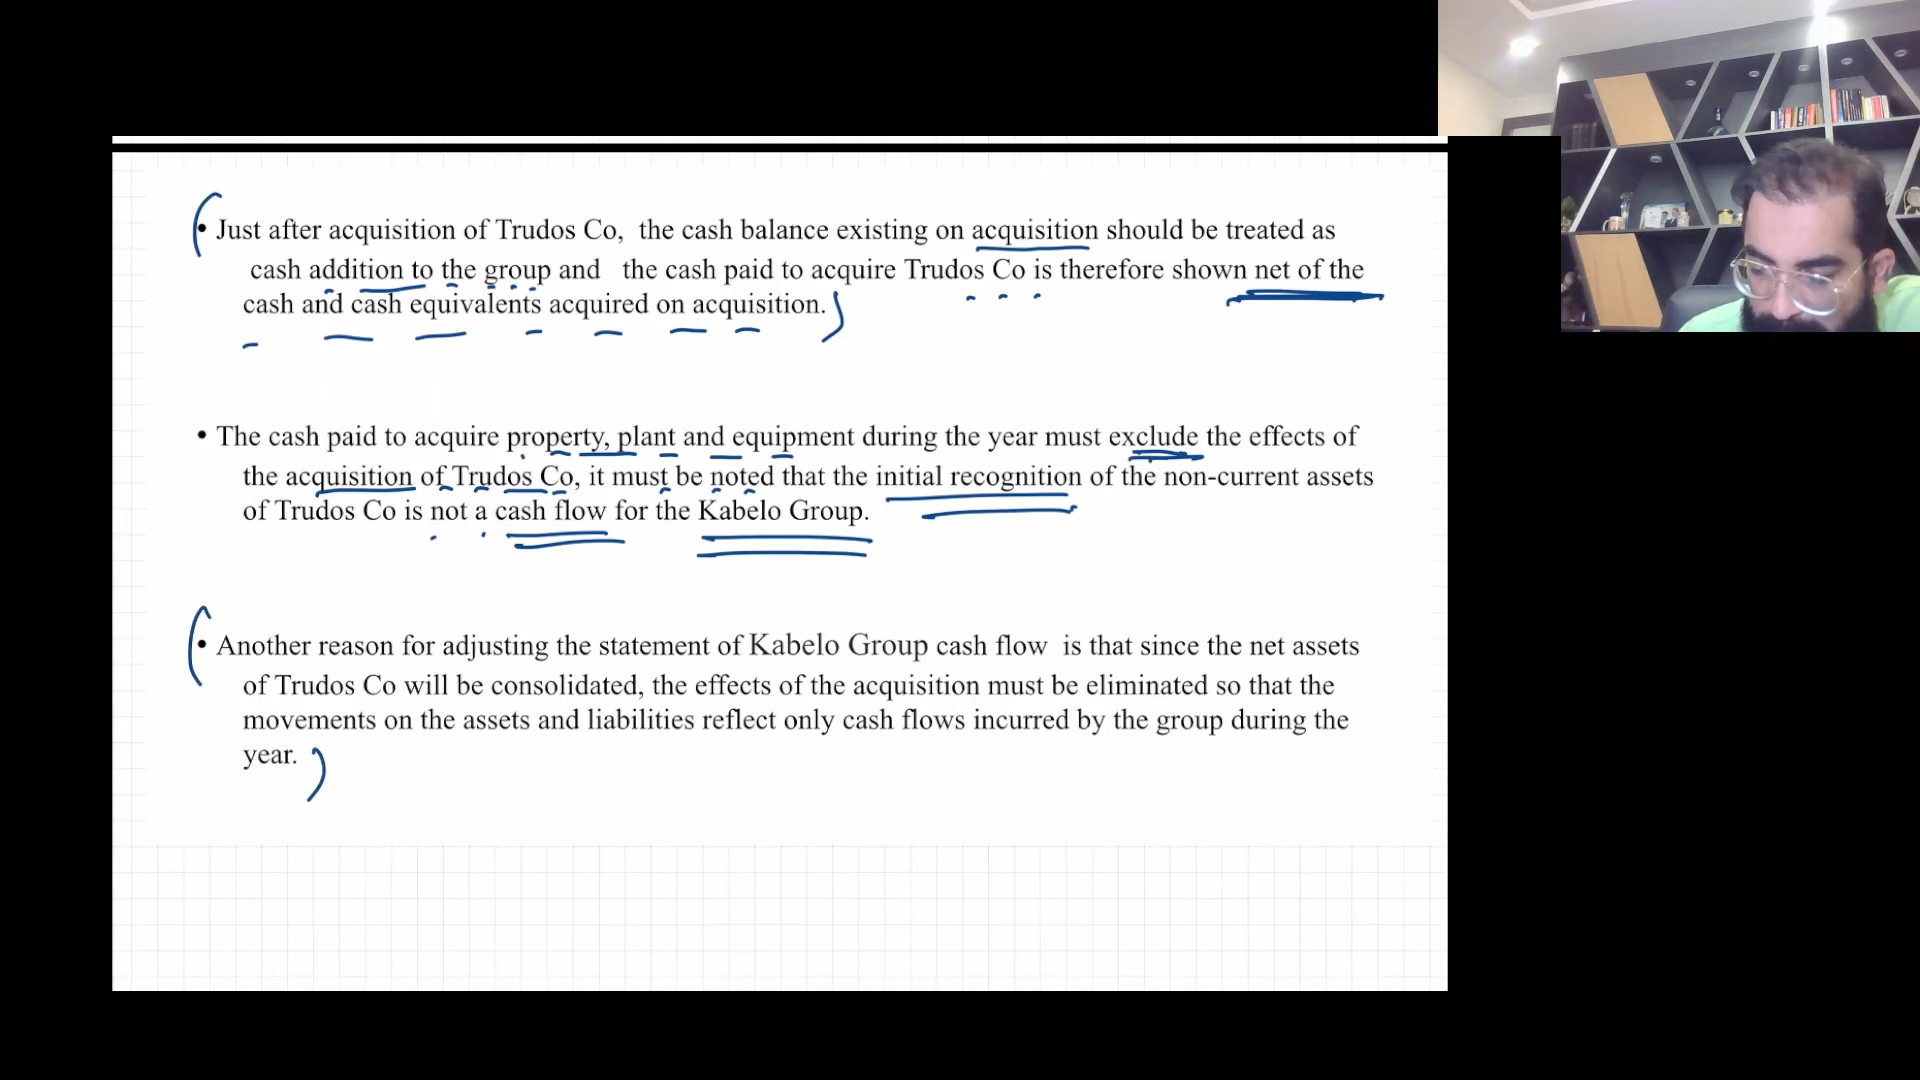 • Just after acquisition of Trudos Co,  the cash balance existing on acquisition should be treated as
cash addition to the group and  the cash paid to acquire Trudos Co is therefore shown net of the
cash and cash equivalents acquired on acquisition.
• The cash paid to acquire property, plant and equipment during the year must exclude the effects of
the acquisition of Trudos Co, it must be noted that the initial recognition of the non-current assets
of Trudos Co is not a cash flow for the Kabelo Group.
• Another reason for adjusting the statement of Kabelo Group cash flow  is that since the net assets
of Trudos Co will be consolidated, the effects of the acquisition must be eliminated so that the
movements on the assets and liabilities reflect only cash flows incurred by the group during the
year.